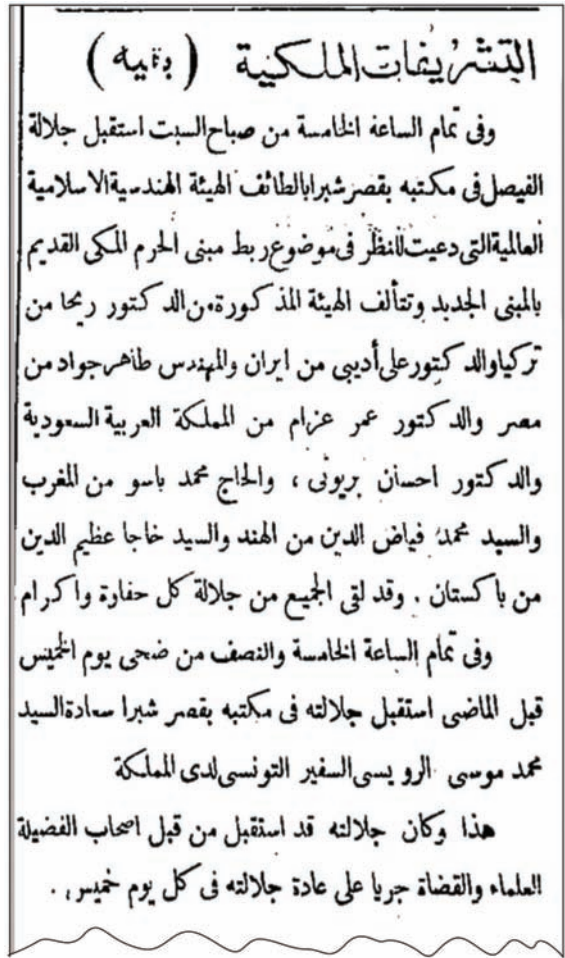 التشريفات الملكية ( بقيه )
وفى تمام الساعة الخامسة من صباح السبت استقبل جلالة
الفيصل فى مكتبه بقصر شبرا بالطائف الهيئة الهندسية الاسلامية
العالمية التى دعيت للنظر فى موضوع ربط مبنى الحرم المكى القديم
بالمبنى الجديد وتتألف الهيئة المذكورة من الدكتور ريحا من
تركيا والدكتور على أديبى من ايران والمهندس طاهر جواد من
مصر والدكتور عمر عزام من المملكة العربية السعودية
والدكتور احسان بريوتى ، والحاج محمد باسو من المغرب
والسيد محمد فياض الدين من الهند والسيد خاجا عظيم الدين
من باكستان . وقد لقى الجميع من جلالة كل حفارة واكرام
وفى تمام الساعة الخامسة والنصف من ضحى يوم الخميس
قبل الماضى استقبل جلالته فى مكتبه بقصر شبرا سعادة السيد
محمد موسى الرويسى السفير التونسى لدى المملكة
هذا وكان جلالته قد استقبل من قبل اصحاب الفضيلة
العلماء والقضاة جريا على عادة جلالته فى كل يوم خميس .